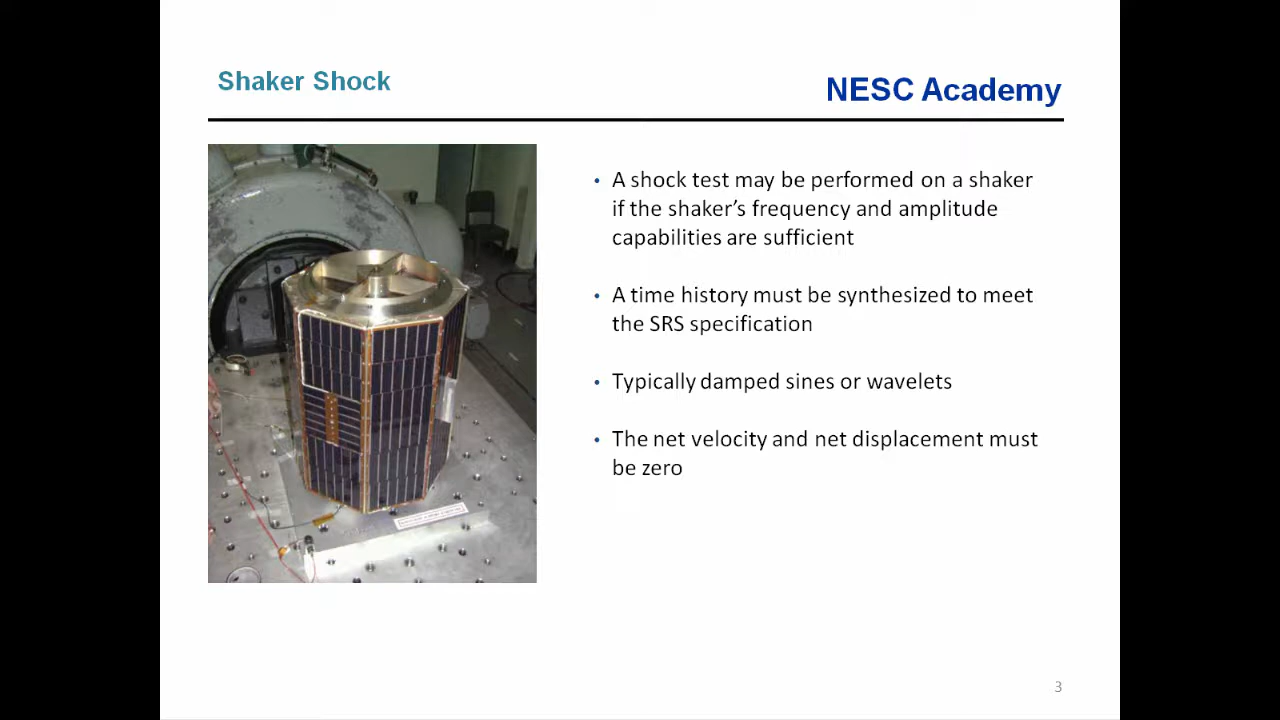 Shaker Shock
NESC Academy
• A shock test may be performed on a shaker
if the shaker’s frequency and amplitude
capabilities are sufficient
• A time history must be synthesized to meet
the SRS specification
• Typically damped sines or wavelets
• The net velocity and net displacement must
be zero
3